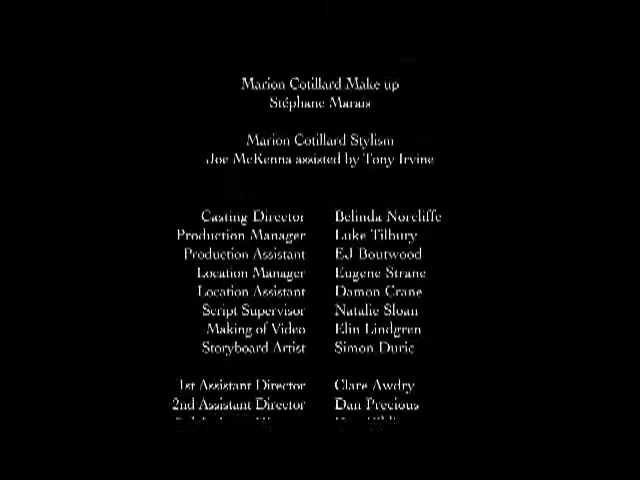 Marion Cotillard Make up
Stéphane Marais
Marion Cotillard Stylism
Joe McKenna assisted by Tony Irvine
Casting Director Belinda Norcliffe
Production Manager Luke Tilbury
Production Assistant EJ Boutwood
Location Manager Eugene Strane
Location Assistant Damon Crane
Script Supervisor Natalie Sloan
Making of Video Elin Lindgren
Storyboard Artist Simon Duric
1st Assistant Director Clare Awdry
2nd Assistant Director Dan Precious